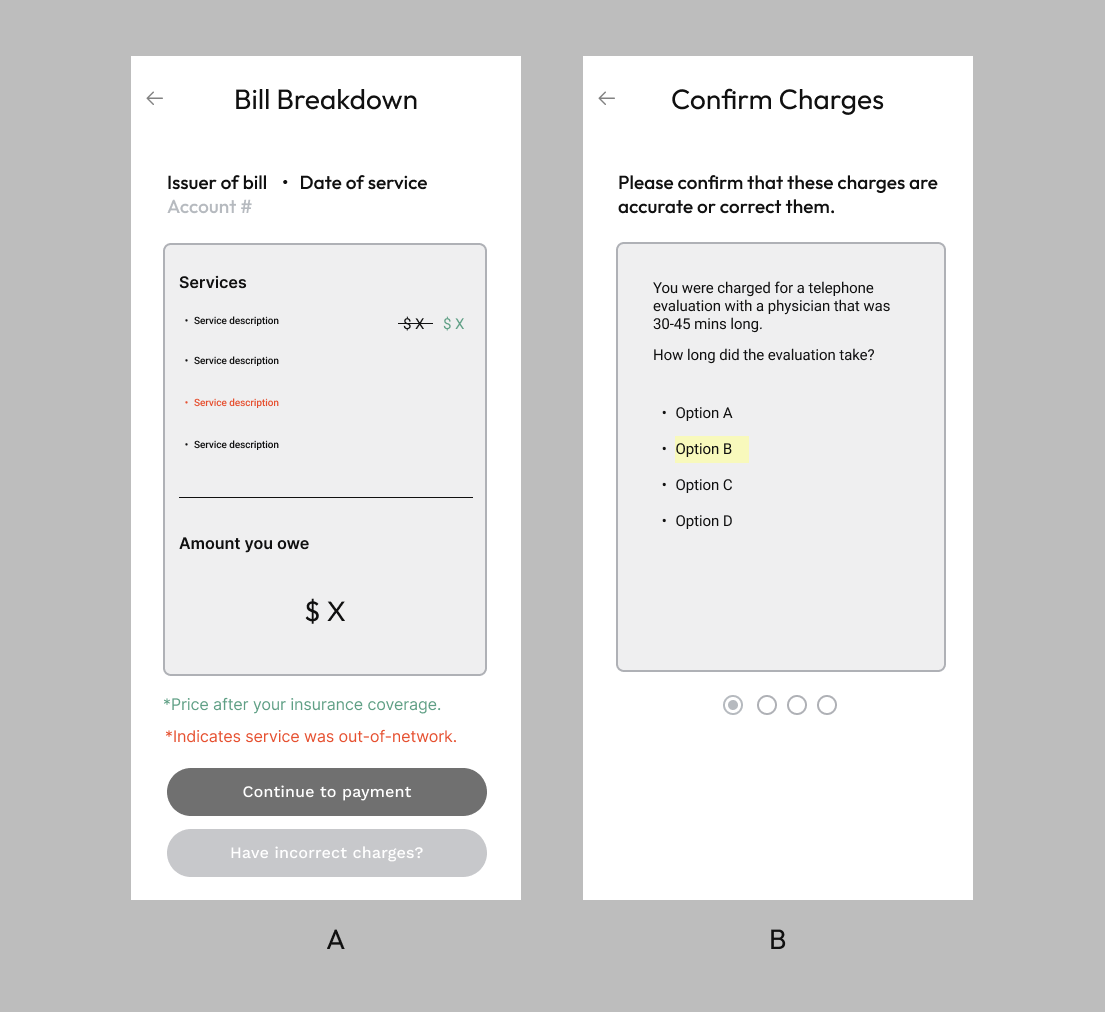 Bill Breakdown
Issuer of bill • Date of service
Account #
Services
• Service description $ X $ X
• Service description
• Service description
• Service description
Amount you owe
$ X
*Price after your insurance coverage.
*Indicates service was out-of-network.
Continue to payment
Have incorrect charges?
A
Confirm Charges
Please confirm that these charges are
accurate or correct them.
You were charged for a telephone
evaluation with a physician that was
30-45 mins long.
How long did the evaluation take?
• Option A
• Option B
• Option C
• Option D
B